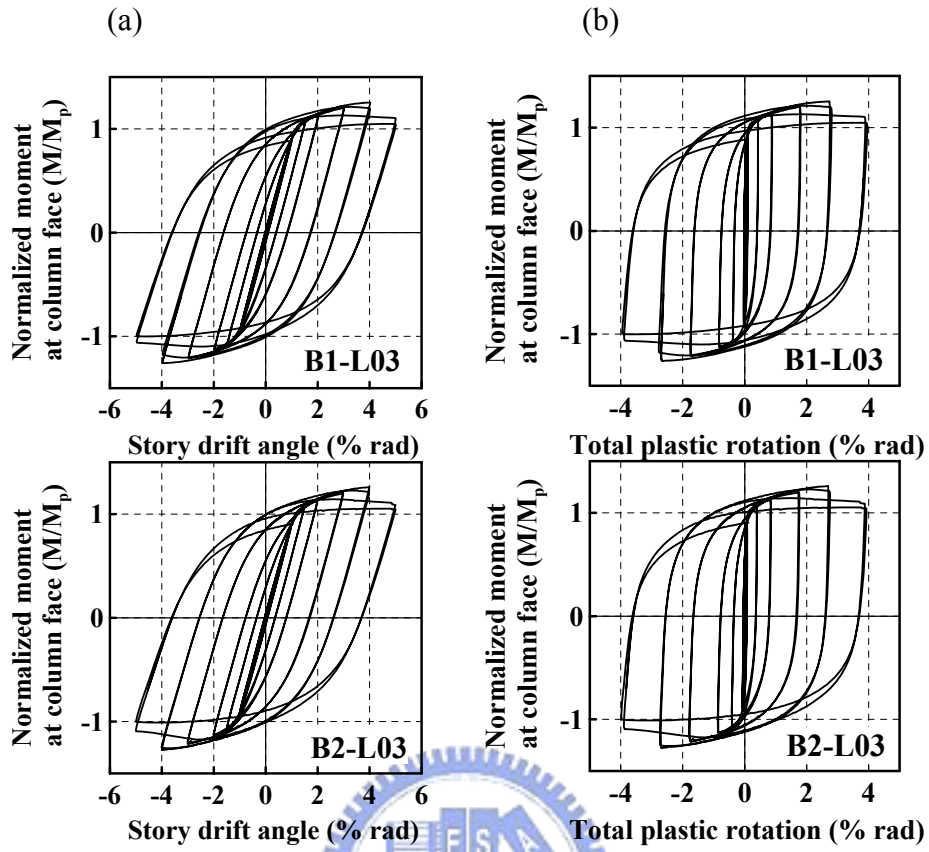 (a)
(b)
Normalized moment
at column face (M/Mp)
1
0
-1
B1-L03
-6 -4 -2 0 2 4 6
Story drift angle (% rad)
Normalized moment
at column face (M/Mp)
1
0
-1
B1-L03
-4 -2 0 2 4
Total plastic rotation (% rad)
Normalized moment
at column face (M/Mp)
1
0
-1
B2-L03
-6 -4 -2 0 2 4 6
Story drift angle (% rad)
Normalized moment
at column face (M/Mp)
1
0
-1
B2-L03
-4 -2 0 2 4
Total plastic rotation (% rad)